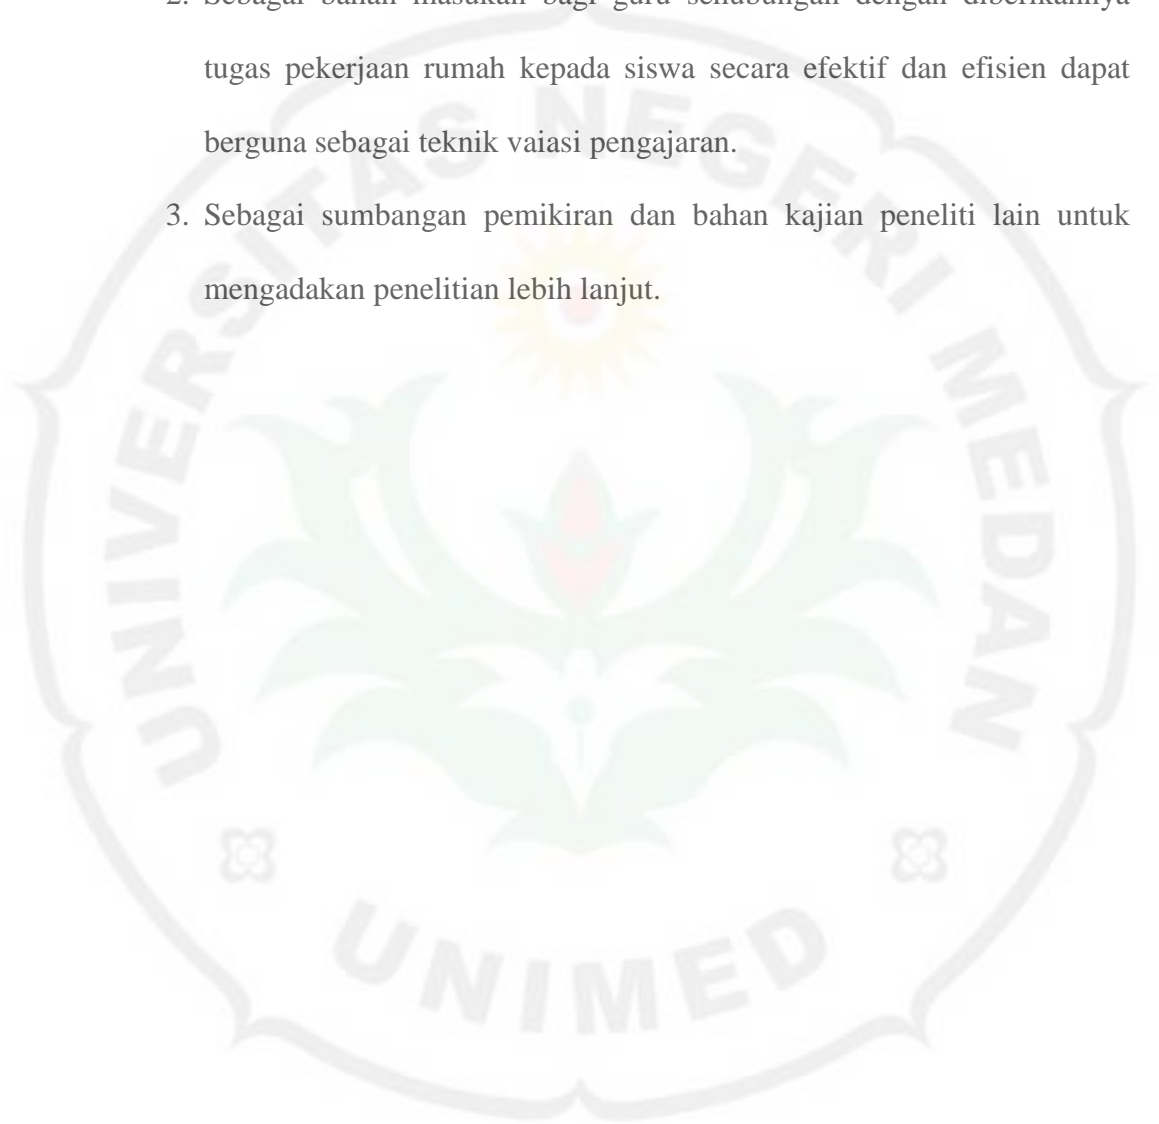 2. Sebagai bahan masukan bagi guru sehubungan dengan diberikannya
tugas pekerjaan rumah kepada siswa secara efektif dan efisien dapat
berguna sebagai teknik vaiasi pengajaran.
3. Sebagai sumbangan pemikiran dan bahan kajian peneliti lain untuk
mengadakan penelitian lebih lanjut.
UNIVERSITAS NEGERI MEDAN
UNIMED